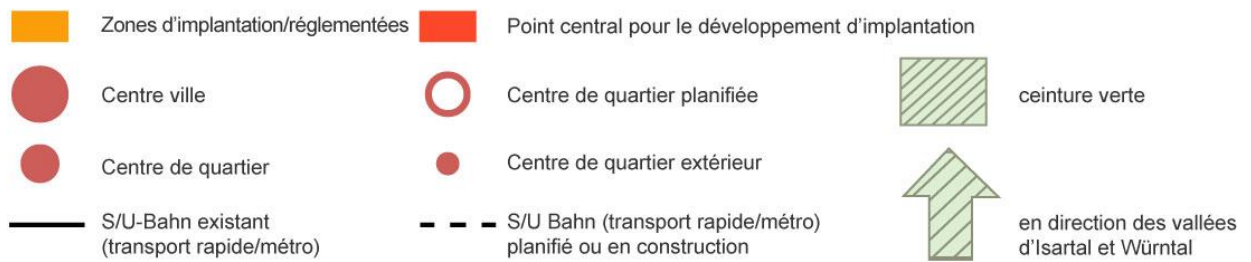 Zones d'implantation/réglementées
Point central pour le développement d'implantation
Centre ville
Centre de quartier planifiée
ceinture verte
Centre de quartier
Centre de quartier extérieur
S/U-Bahn existant
(transport rapide/métro)
S/U Bahn (transport rapide/métro)
planifié ou en construction
en direction des vallées
d'Isartal et Würntal